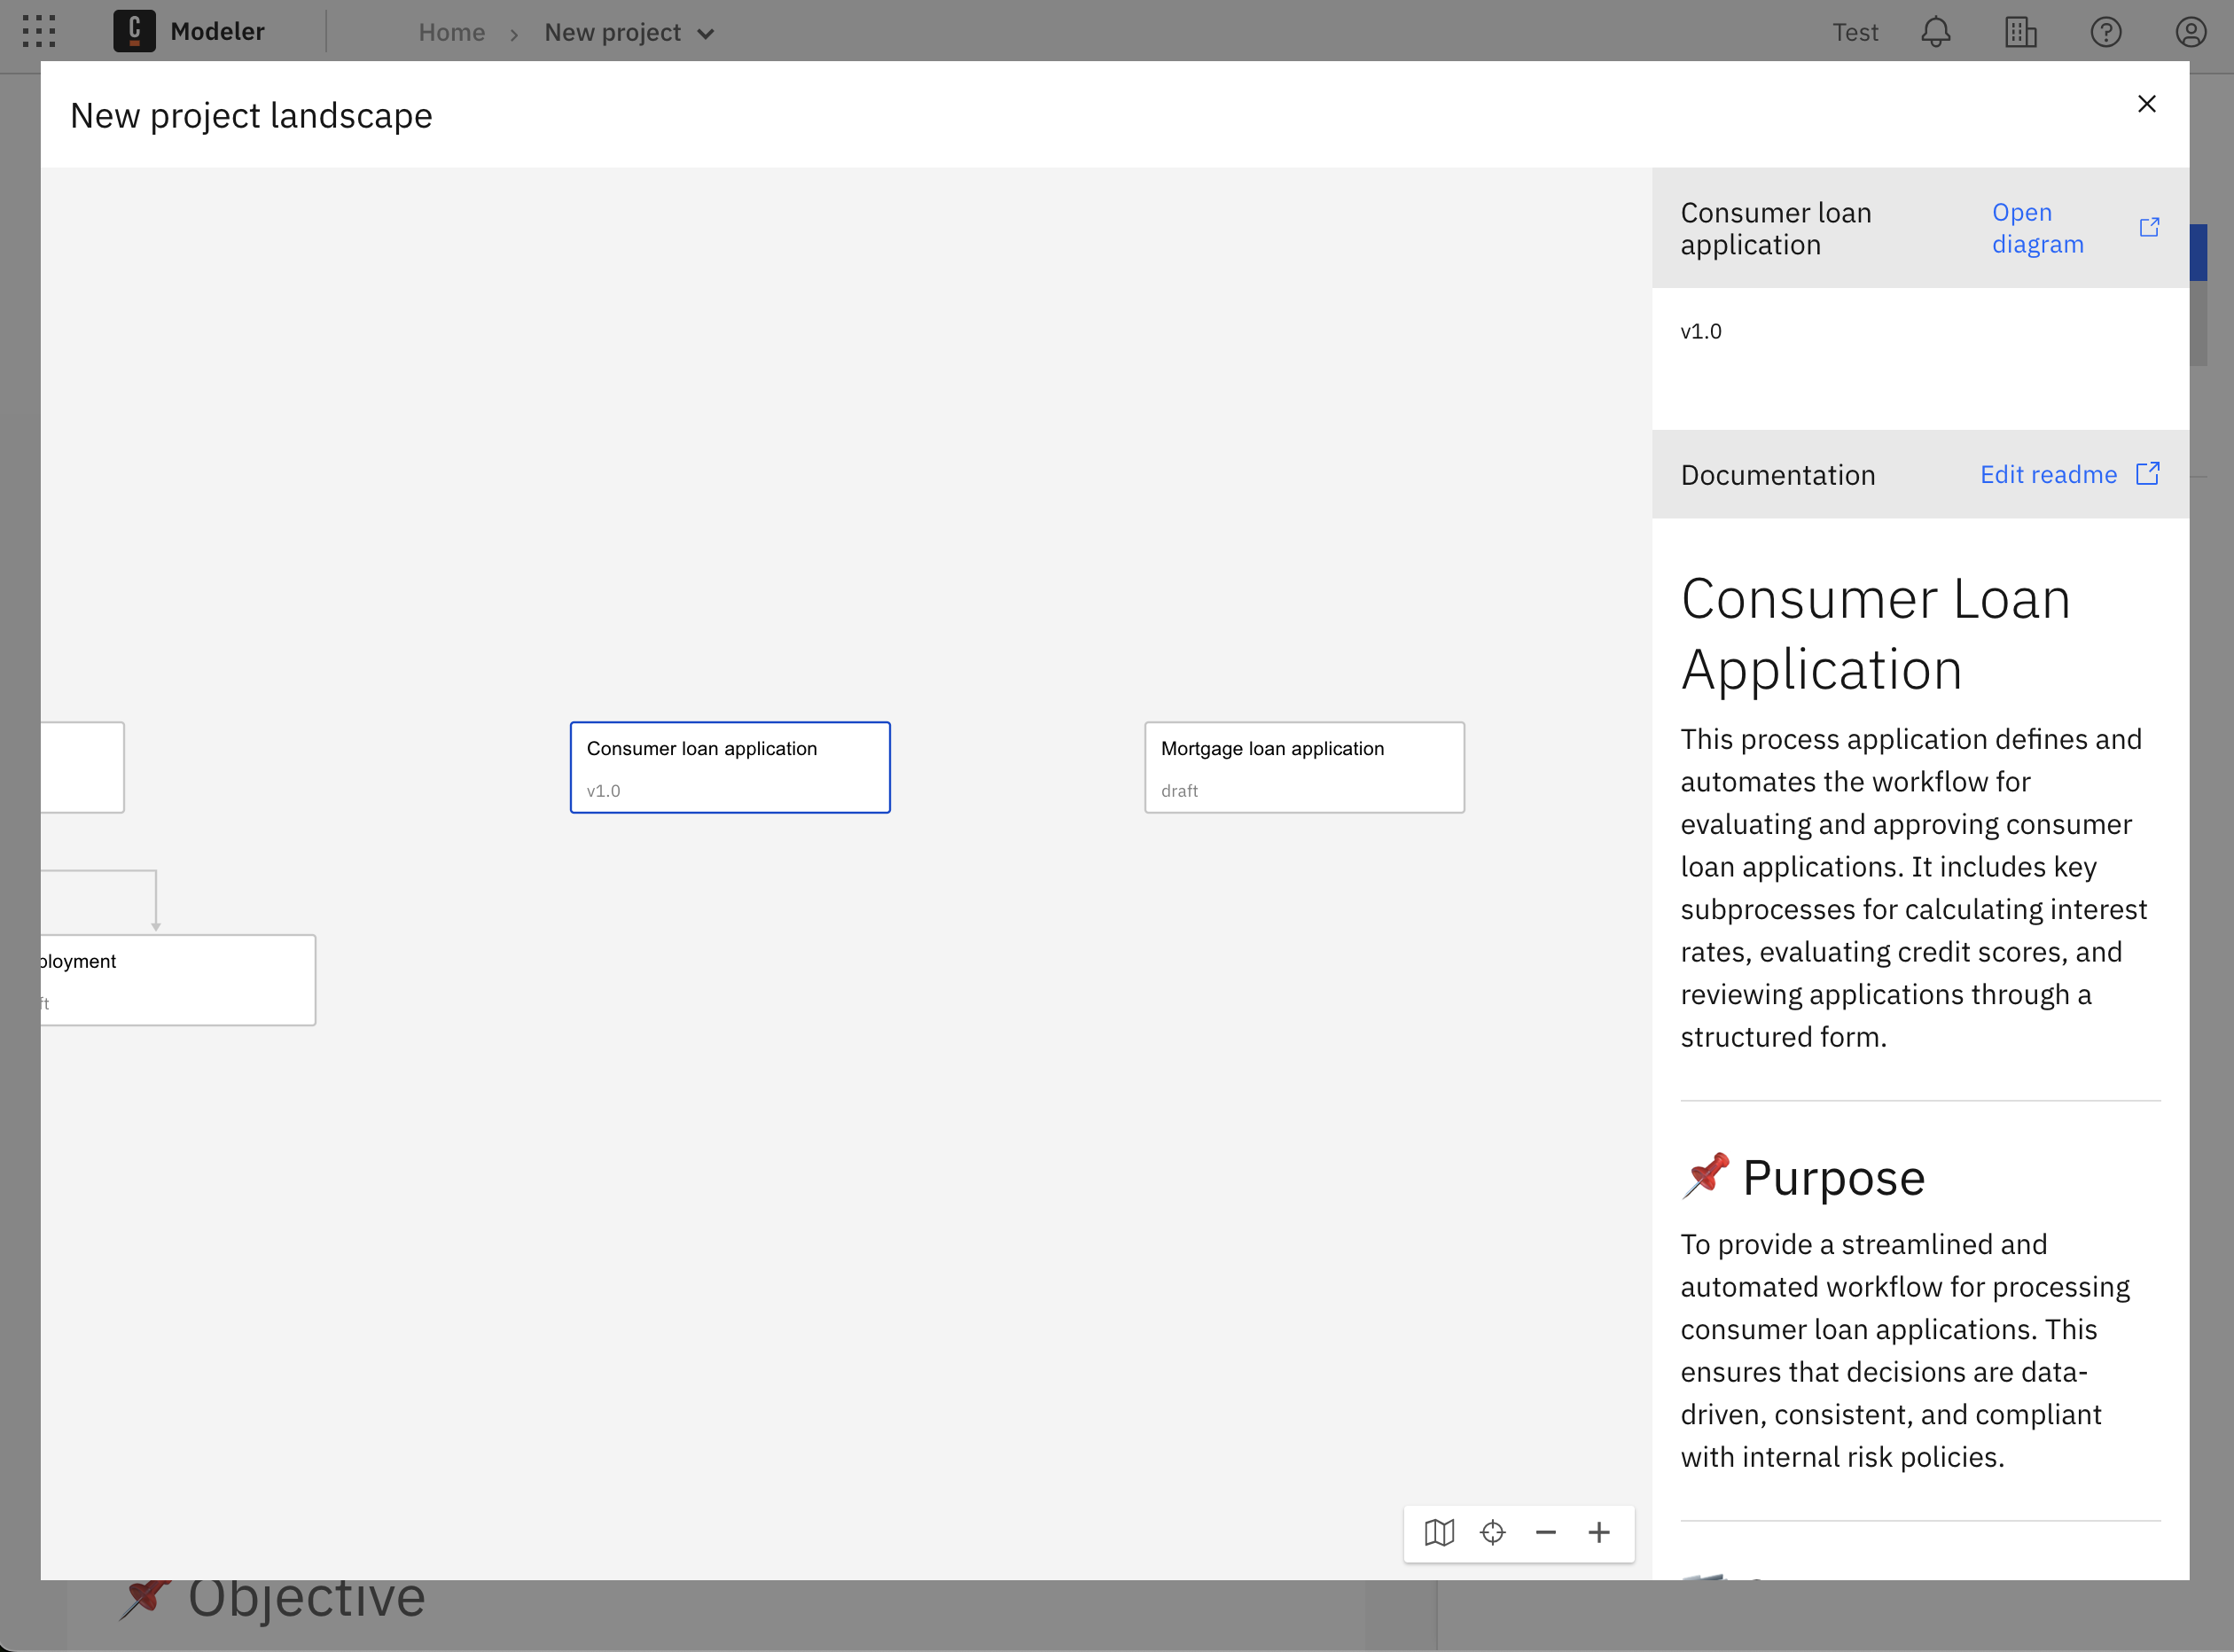 Modeler
Home
New project
Test
New project landscape
Consumer loan application
v1.0
Mortgage loan application
draft
Consumer loan
application
Open
diagram
v1.0
Documentation
Edit readme
Consumer Loan
Application
This process application defines and
automates the workflow for
evaluating and approving consumer
loan applications. It includes key
subprocesses for calculating interest
rates, evaluating credit scores, and
reviewing applications through a
structured form.
📌 Purpose
To provide a streamlined and
automated workflow for processing
consumer loan applications. This
ensures that decisions are data-
driven, consistent, and compliant
with internal risk policies.
📌 Objective